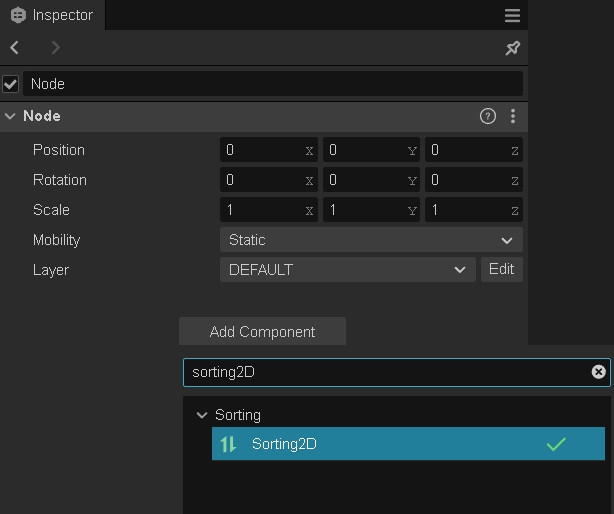 Inspector
Node
Node ?
Position 0 X 0 Y 0 Z
Rotation 0 X 0 Y 0 Z
Scale 1 X 1 Y 1 Z
Mobility Static
Layer DEFAULT Edit
Add Component
sorting2D
Sorting
Sorting2D